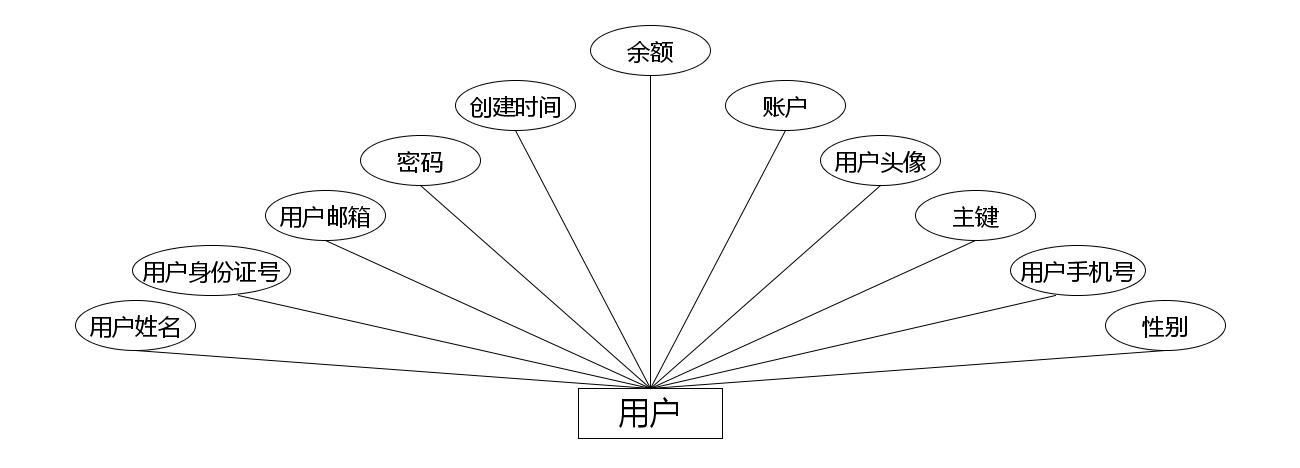 余额
创建时间
账户
密码
用户头像
用户邮箱
主键
用户身份证号
用户手机号
用户姓名
性别
用户